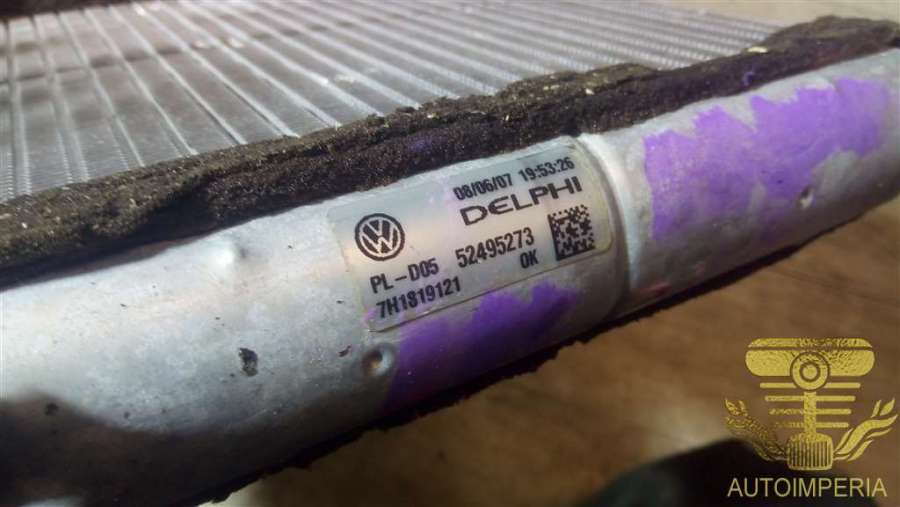 08/06/07 19:53:26
DELPHI
PL-D05 52495273
7H1819121 OK
AUTOIMPERIA